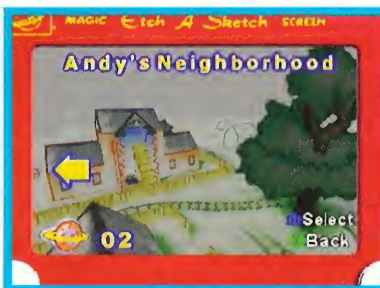 MAGIC Etch A Sketch SCREEN
Andy's Neighborhood
02
Select
Back